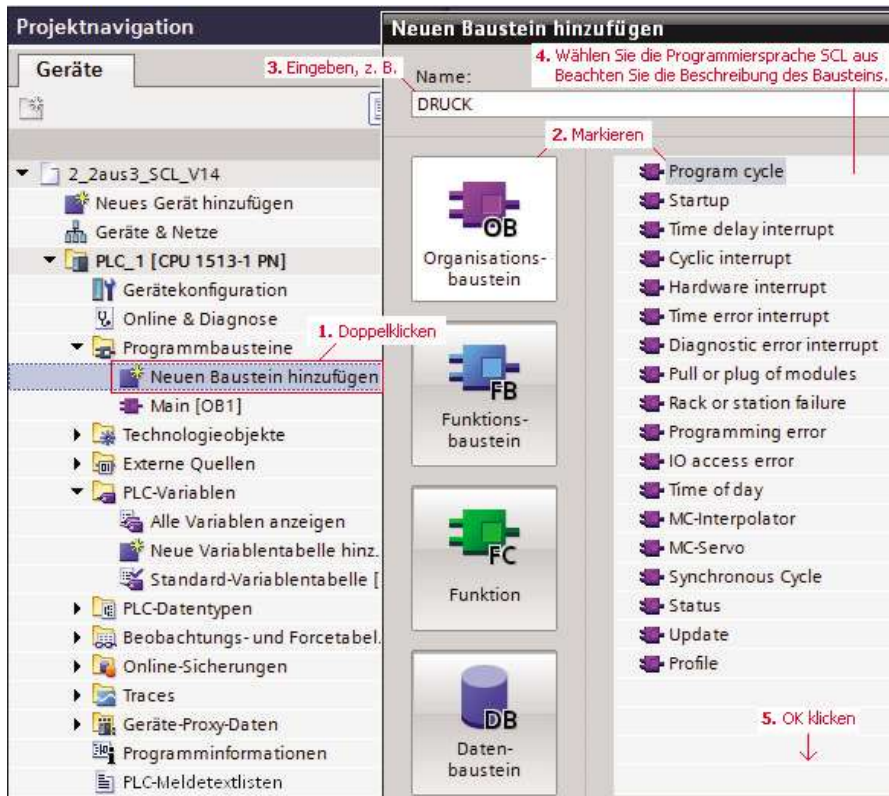 Projektnavigation
Geräte
2_2aus3_SCL_V14
Neues Gerät hinzufügen
Geräte & Netze
PLC_1 [CPU 1513-1 PN]
Gerätekonfiguration
Online & Diagnose
1. Doppelklicken
Programmbausteine
Neuen Baustein hinzufügen
Main [OB1]
Technologieobjekte
Externe Quellen
PLC-Variablen
Alle Variablen anzeigen
Neue Variablentabelle hinz.
Standard-Variablentabelle [
PLC-Datentypen
Beobachtungs- und Forcetabel.
Online-Sicherungen
Traces
Geräte-Proxy-Daten
Programminformationen
PLC-Meldetextlisten
Neuen Baustein hinzufügen
3. Eingeben, z. B.
Name:
DRUCK
4. Wählen Sie die Programmiersprache SCL aus
Beachten Sie die Beschreibung des Bausteins.
2. Markieren
OB
Organisations-
baustein
FB
Funktions-
baustein
FC
Funktion
DB
Daten-
baustein
Program cycle
Startup
Time delay interrupt
Cyclic interrupt
Hardware interrupt
Time error interrupt
Diagnostic error interrupt
Pull or plug of modules
Rack or station failure
Programming error
IO access error
Time of day
MC-Interpolator
MC-Servo
Synchronous Cycle
Status
Update
Profile
5. OK klicken